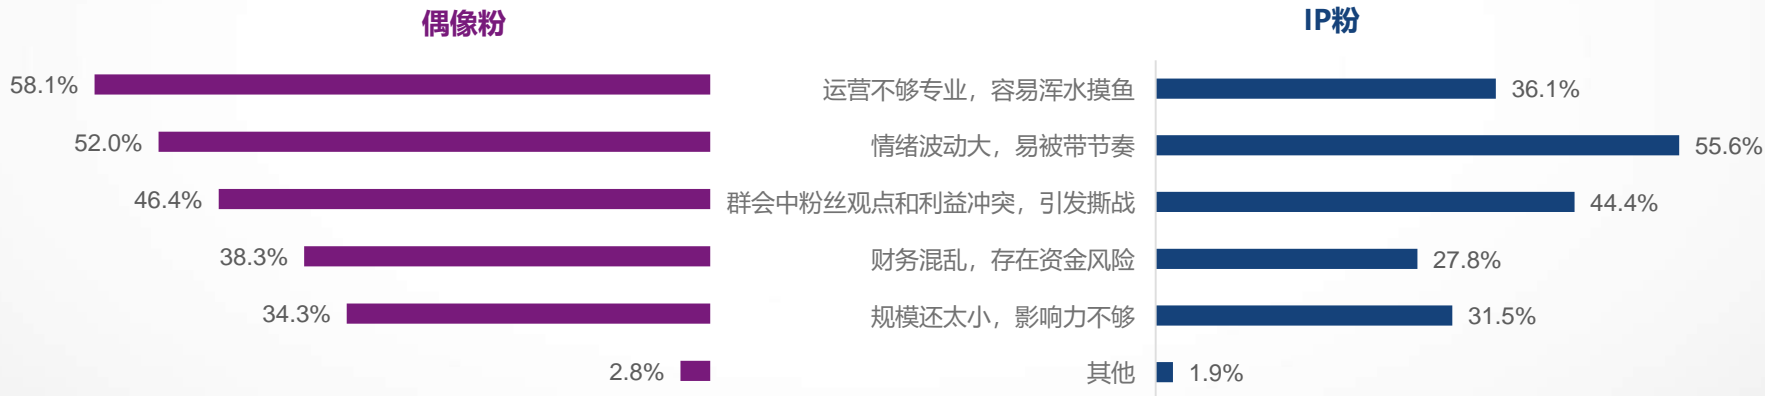 偶像粉
IP粉
58.1%
运营不够专业，容易浑水摸鱼
36.1%
52.0%
情绪波动大，易被带节奏
55.6%
46.4%
群会中粉丝观点和利益冲突，引发撕战
44.4%
38.3%
财务混乱，存在资金风险
27.8%
34.3%
规模还太小，影响力不够
31.5%
2.8%
其他
1.9%